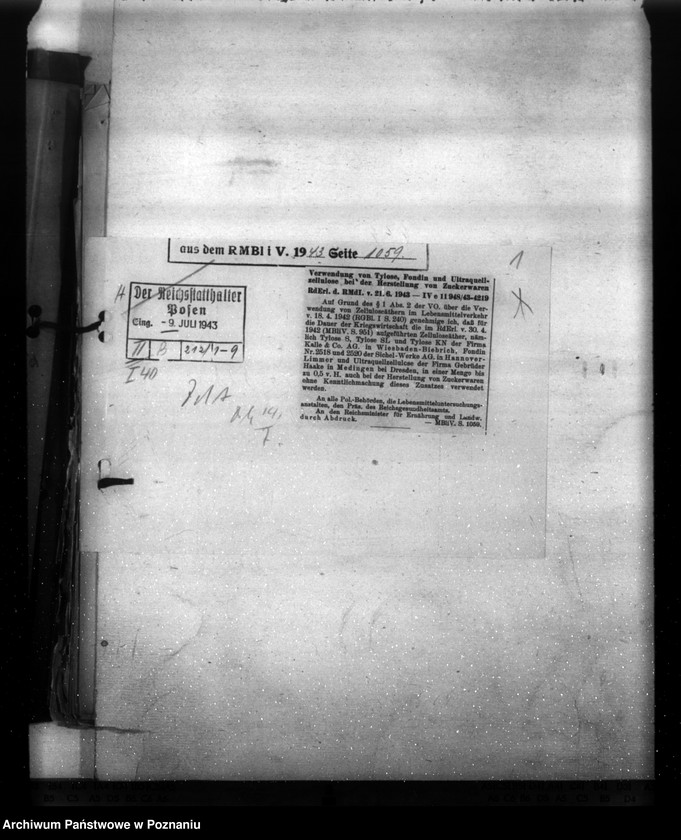 aus dem RMBliV. 1943 Seite 1059
1
Der Reichsstatthalter
Posen
Eing. - 9. JULI 1943
II B 212/1-9
I 40
Z.d.A.
Verwendung von Tylose, Fondin und Ultraquell-
zellulose bei der Herstellung von Zuckerwaren
RdErl. d. RMdI. v. 21. 6. 1943 — IV e 11 948/43-4219
Auf Grund des § 1 Abs. 2 der VO. über die Ver-
wendung von Zelluloseäthern im Lebensmittelverkehr
v. 18. 4. 1942 (RGBl. I S. 240) genehmige ich, daß für
die Dauer der Kriegswirtschaft die im RdErl. v. 30. 4.
1942 (MBliV. S. 951) aufgeführten Zelluloseäther, näm-
lich Tylose S, Tylose SL und Tylose KN der Firma
Kalle & Co. AG. in Wiesbaden-Biebrich, Fondin
Nr. 2518 und 2520 der Sichel-Werke AG. in Hannover-
Limmer und Ultraquellzellulose der Firma Gebrüder
Haake in Medingen bei Dresden, in einer Menge bis
zu 0,5 v. H. auch bei der Herstellung von Zuckerwaren
ohne Kenntlichmachung dieses Zusatzes verwendet
werden.
An alle Pol.-Behörden, die Lebensmitteluntersuchungs-
anstalten, den Präs. des Reichsgesundheitsamts.
An den Reichsminister für Ernährung und Landw.
durch Abdruck.
— MBliV. S. 1059.
Archiwum Państwowe w Poznaniu